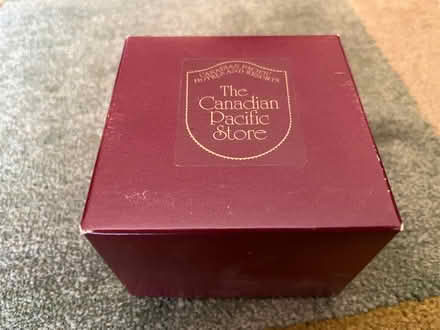 CANADIAN PACIFIC
HOTELS AND RESORTS
The
Canadian
Pacific
Store